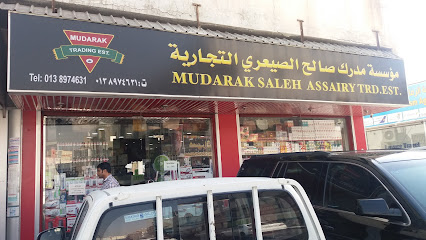 MUDARAK
TRADING EST.
Tel: 013 8974631
ت: ٠١٣٨٩٧٤٦٣١
مؤسسة مدرك صالح الصيعري التجارية
MUDARAK SALEH ASSAIRY TRD.EST.